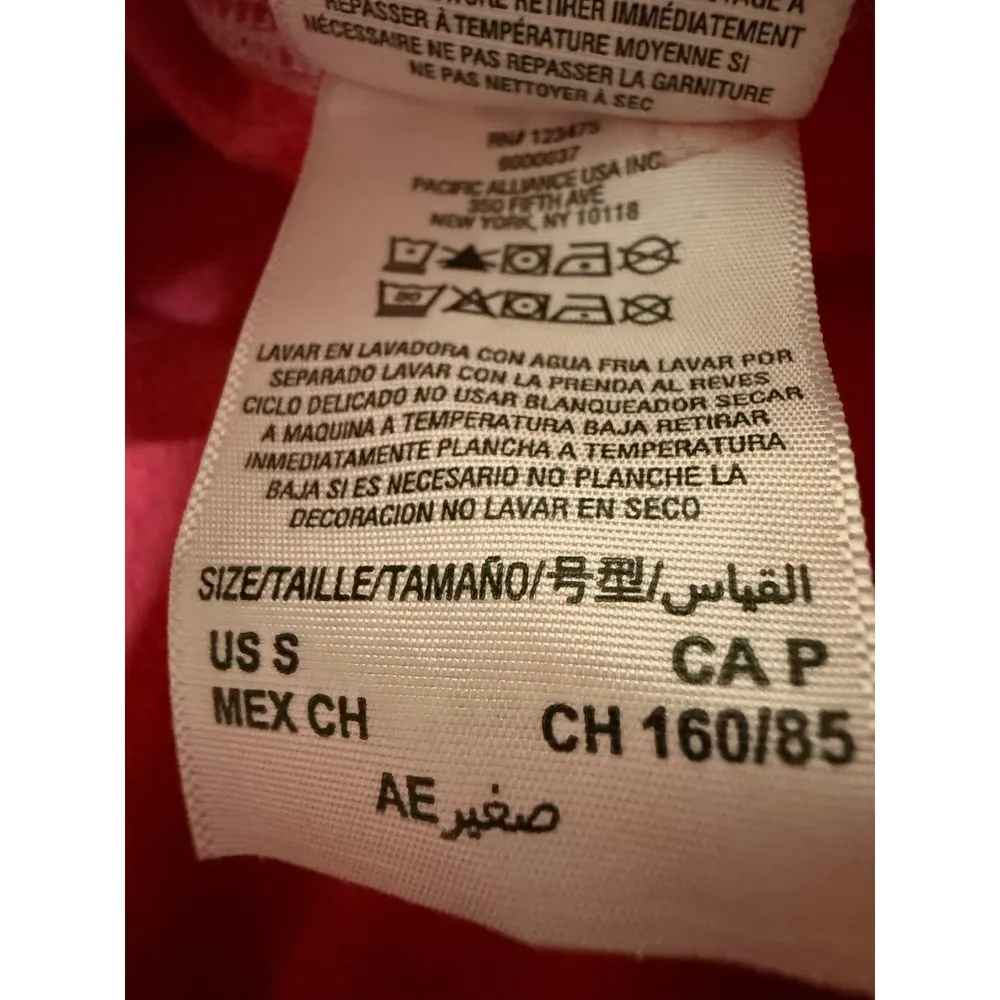 RETIRER IMMÉDIATEMENT
REPASSER À TEMPÉRATURE MOYENNE SI
NÉCESSAIRE NE PAS REPASSER LA GARNITURE
NE PAS NETTOYER À SEC
RN# 123475
PACIFIC ALLIANCE USA INC.
350 FIFTH AVE
NEW YORK, NY 10118
LAVAR EN LAVADORA CON AGUA FRIA LAVAR POR
SEPARADO LAVAR CON LA PRENDA AL REVES
CICLO DELICADO NO USAR BLANQUEADOR SECAR
A MAQUINA A TEMPERATURA BAJA RETIRAR
INMEDIATAMENTE PLANCHA A TEMPERATURA
BAJA SI ES NECESARIO NO PLANCHE LA
DECORACION NO LAVAR EN SECO
SIZE/TAILLE/TAMAÑO/号型/القياس
US S CA P
MEX CH CH 160/85
AE صغير